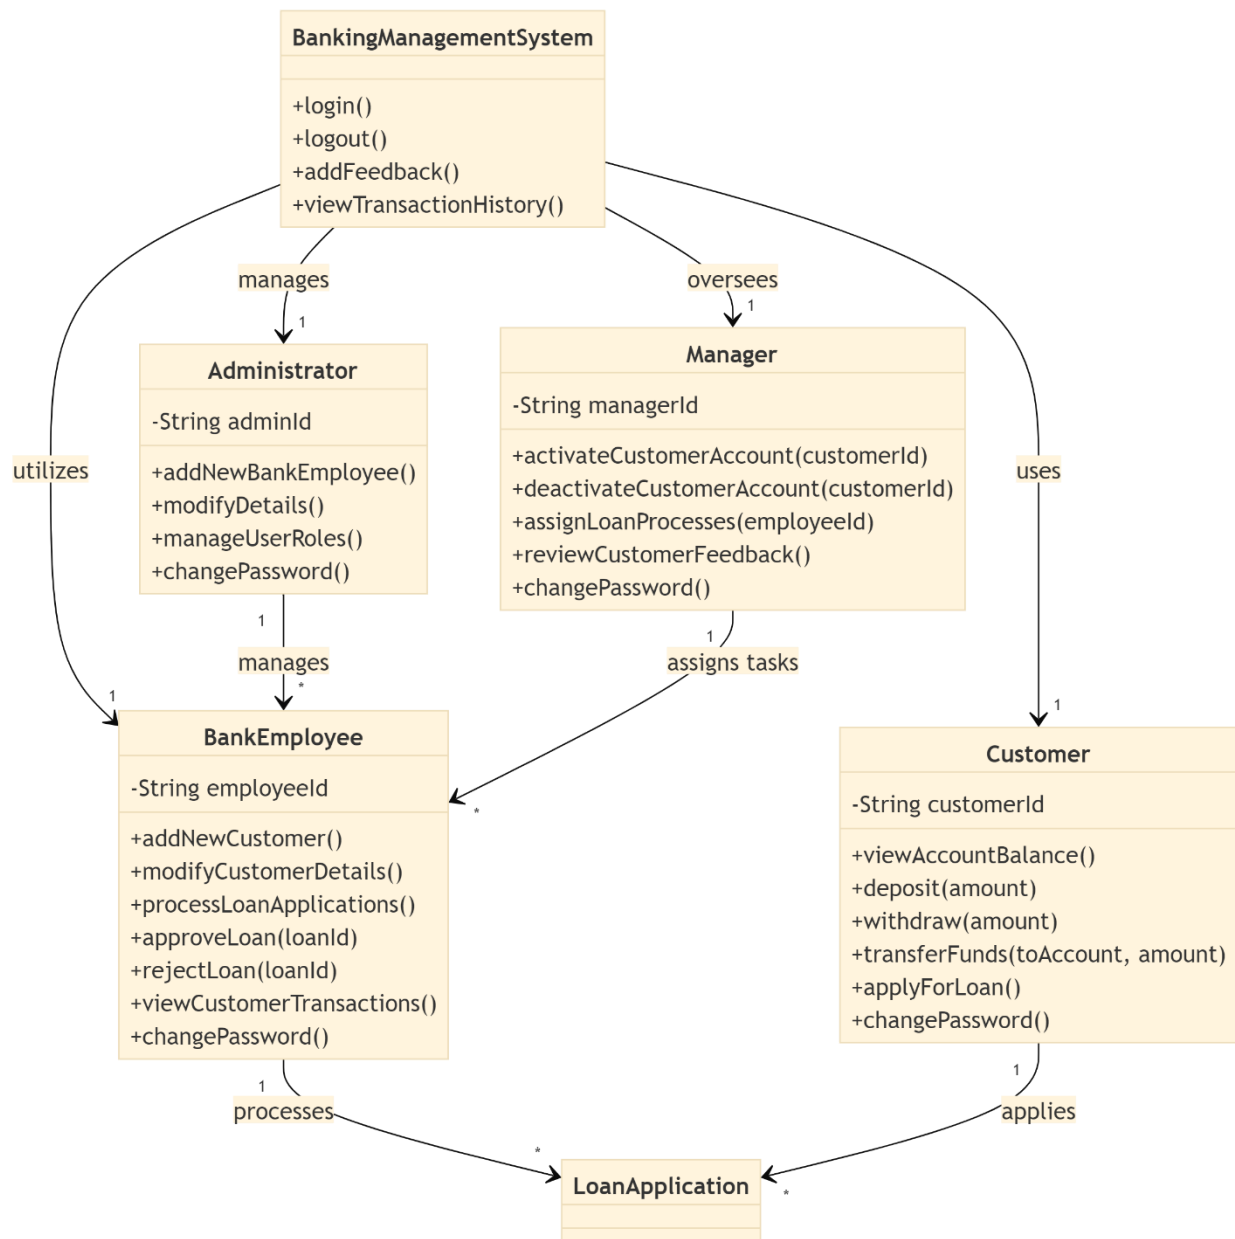 BankingManagementSystem
+login()
+logout()
+addFeedback()
+viewTransactionHistory()
manages
oversees
1
1
Administrator
-String adminId
+addNewBankEmployee()
+modifyDetails()
+manageUserRoles()
+changePassword()
Manager
-String managerId
+activateCustomerAccount(customerId)
+deactivateCustomerAccount(customerId)
+assignLoanProcesses(employeeId)
+reviewCustomerFeedback()
+changePassword()
utilizes
uses
1
manages
*
1
assigns tasks
*
1
1
BankEmployee
-String employeeId
+addNewCustomer()
+modifyCustomerDetails()
+processLoanApplications()
+approveLoan(loanId)
+rejectLoan(loanId)
+viewCustomerTransactions()
+changePassword()
Customer
-String customerId
+viewAccountBalance()
+deposit(amount)
+withdraw(amount)
+transferFunds(toAccount, amount)
+applyForLoan()
+changePassword()
1
processes
*
1
applies
*
LoanApplication